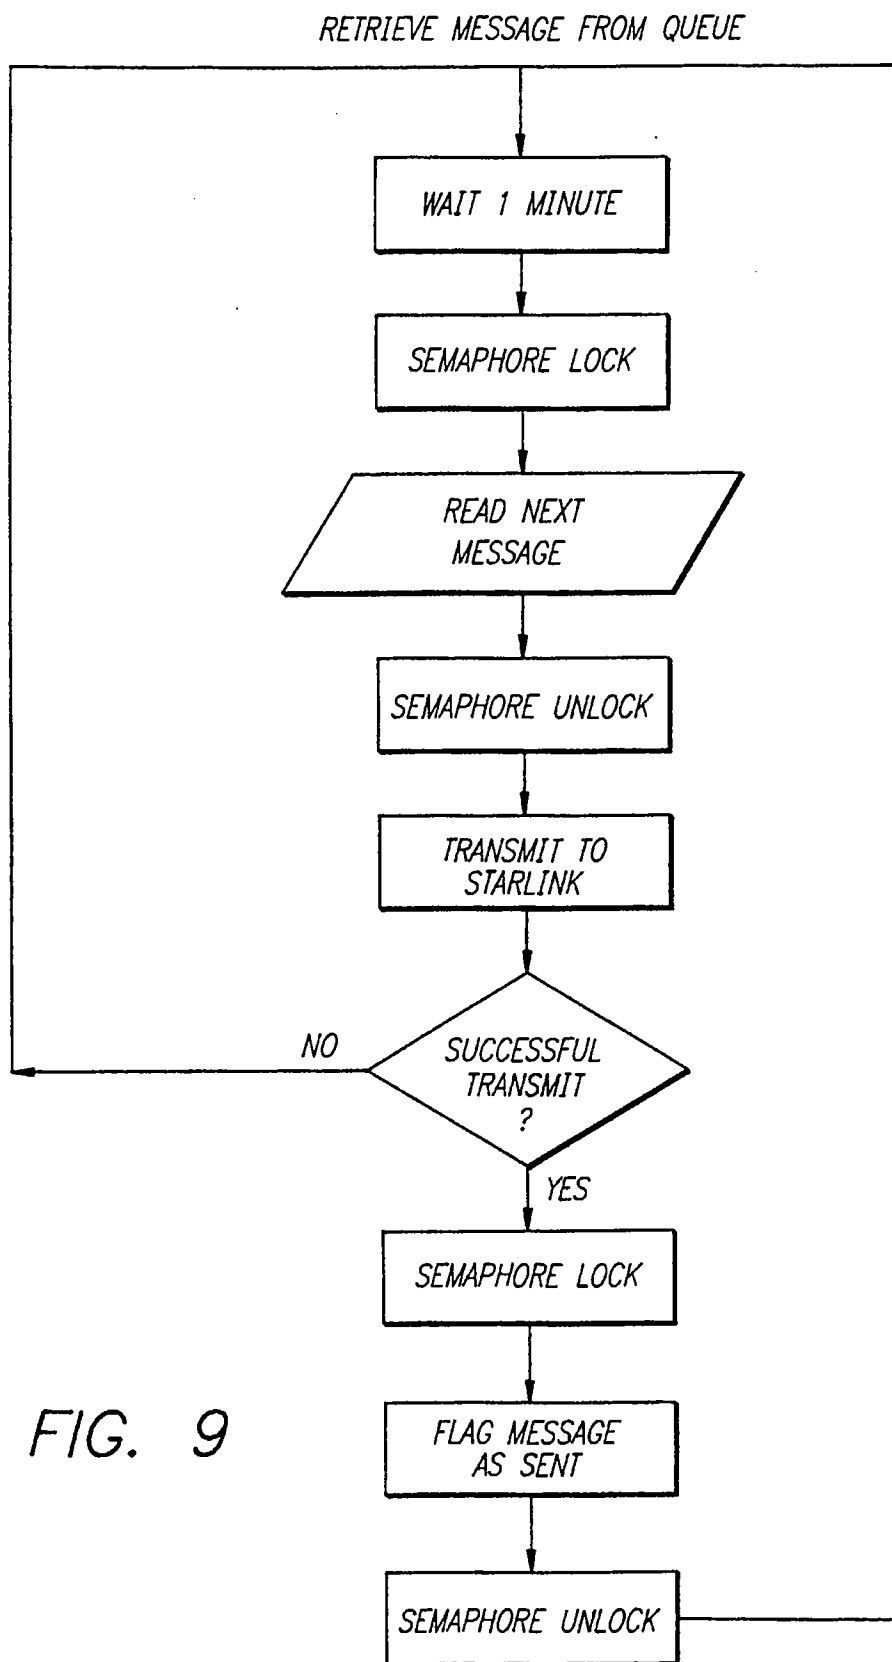 RETRIEVE MESSAGE FROM QUEUE
WAIT 1 MINUTE
SEMAPHORE LOCK
READ NEXT
MESSAGE
SEMAPHORE UNLOCK
TRANSMIT TO
STARLINK
SUCCESSFUL
TRANSMIT
?
NO
YES
SEMAPHORE LOCK
FLAG MESSAGE
AS SENT
SEMAPHORE UNLOCK
FIG. 9